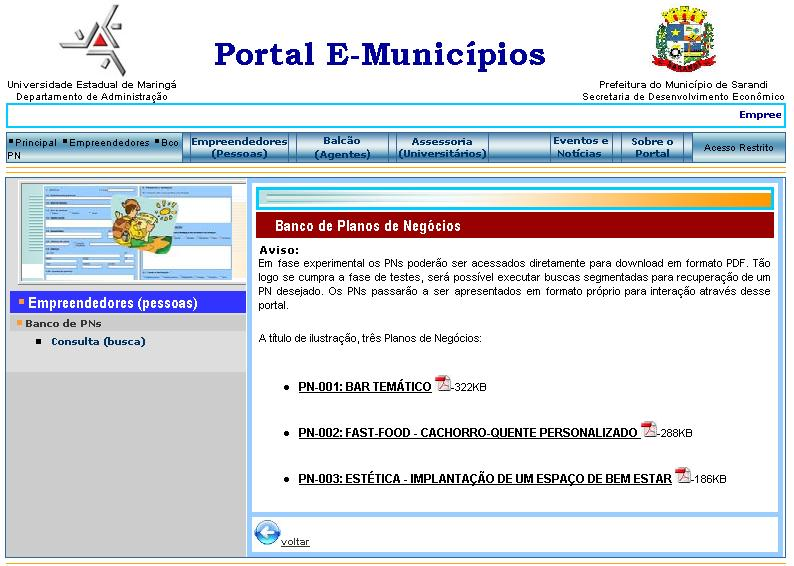 Portal E-Municípios
Universidade Estadual de Maringá
Departamento de Administração
Prefeitura do Município de Sarandi
Secretaria de Desenvolvimento Econômico
Empree
Principal Empreendedores Bco
PN
Empreendedores
(Pessoas)
Balcão
(Agentes)
Assessoria
(Universitários)
Eventos e
Notícias
Sobre o
Portal
Acesso Restrito
Empreendedores (pessoas)
Banco de PNs
Consulta (busca)
Banco de Planos de Negócios
Aviso:
Em fase experimental os PNs poderão ser acessados diretamente para download em formato PDF. Tão
logo se cumpra a fase de testes, será possível executar buscas segmentadas para recuperação de um
PN desejado. Os PNs passarão a ser apresentados em formato próprio para interação através desse
portal.
A título de ilustração, três Planos de Negócios:
PN-001: BAR TEMÁTICO -322KB
PN-002: FAST-FOOD - CACHORRO-QUENTE PERSONALIZADO -288KB
PN-003: ESTÉTICA - IMPLANTAÇÃO DE UM ESPAÇO DE BEM ESTAR -186KB
voltar